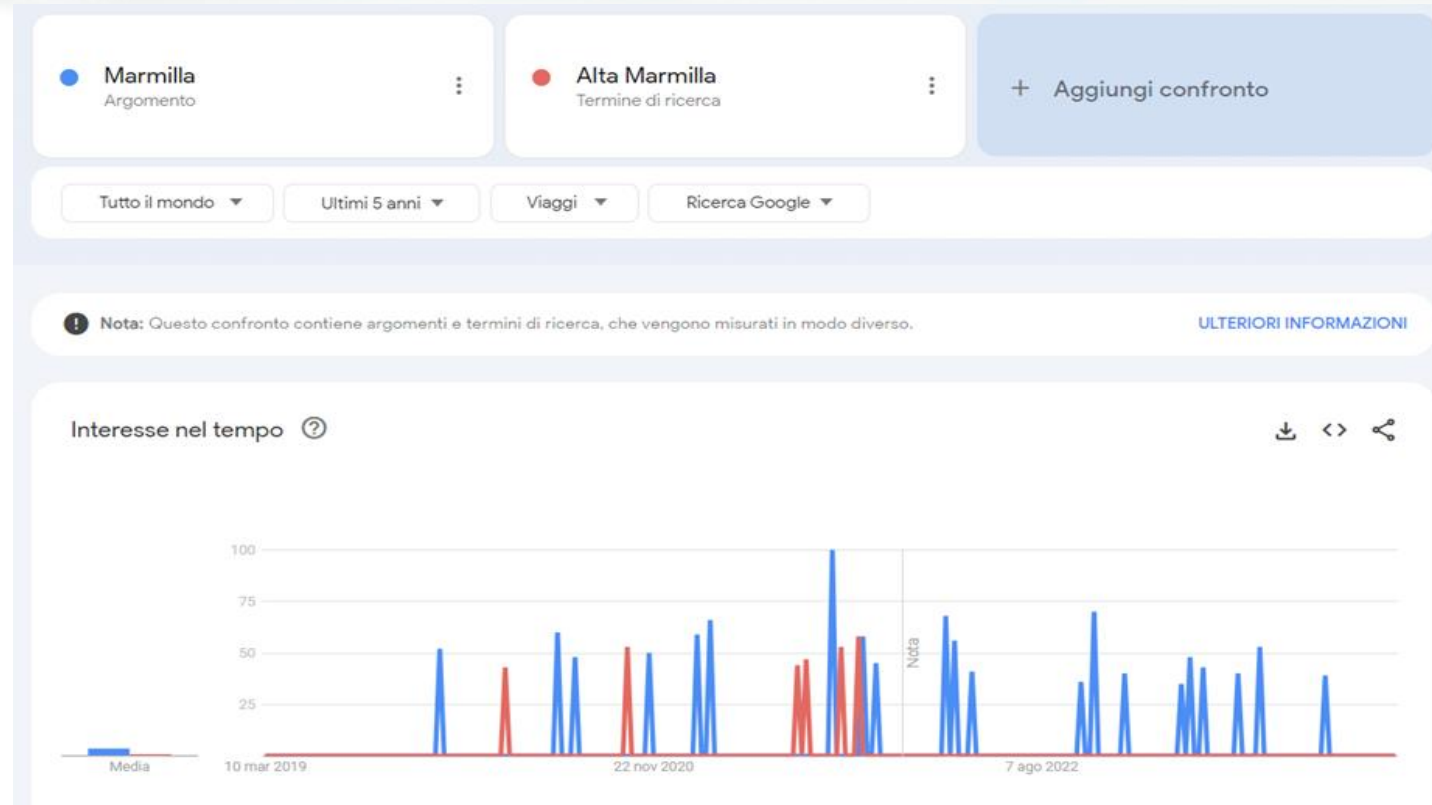 Marmilla
Argomento
Alta Marmilla
Termine di ricerca
+ Aggiungi confronto
Tutto il mondo
Ultimi 5 anni
Viaggi
Ricerca Google
Nota: Questo confronto contiene argomenti e termini di ricerca, che vengono misurati in modo diverso.
ULTERIORI INFORMAZIONI
Interesse nel tempo
100
75
50
25
Nota
Media
10 mar 2019
22 nov 2020
7 ago 2022